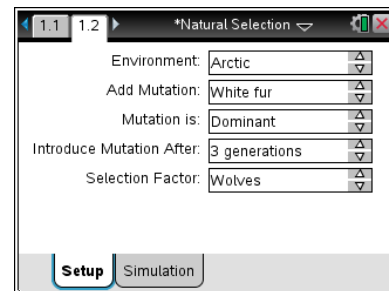 1.1 1.2 *Natural Selection
Environment: Arctic
Add Mutation: White fur
Mutation is: Dominant
Introduce Mutation After: 3 generations
Selection Factor: Wolves
Setup Simulation